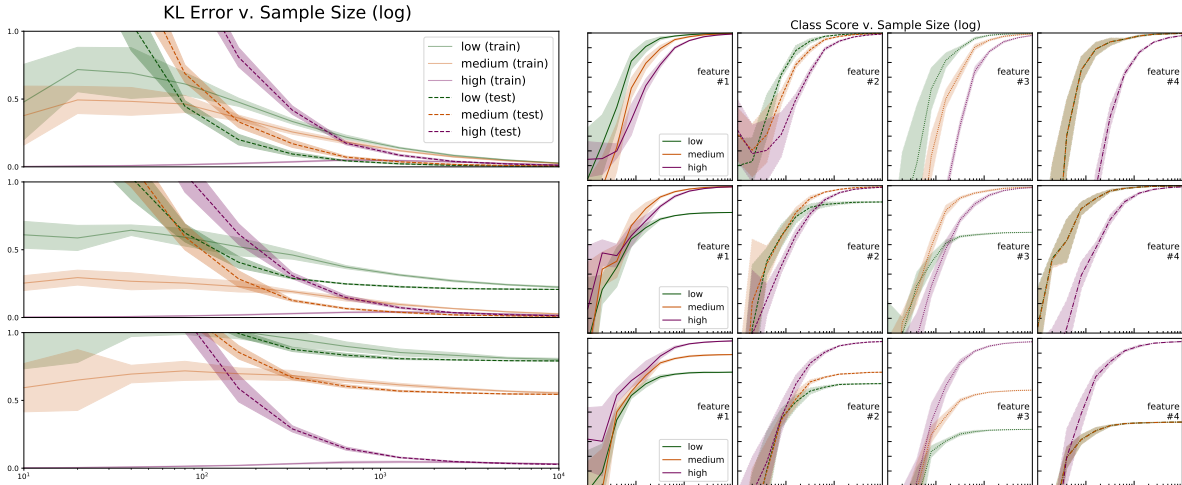 KL Error v. Sample Size (log)
1.0
0.5
0.0
low (train)
medium (train)
high (train)
low (test)
medium (test)
high (test)
1.0
0.5
0.0
1.0
0.5
0.0
10¹
10²
10³
10⁴
Class Score v. Sample Size (log)
feature
#1
low
medium
high
feature
#2
feature
#3
feature
#4
feature
#1
low
medium
high
feature
#2
feature
#3
feature
#4
feature
#1
low
medium
high
feature
#2
feature
#3
feature
#4